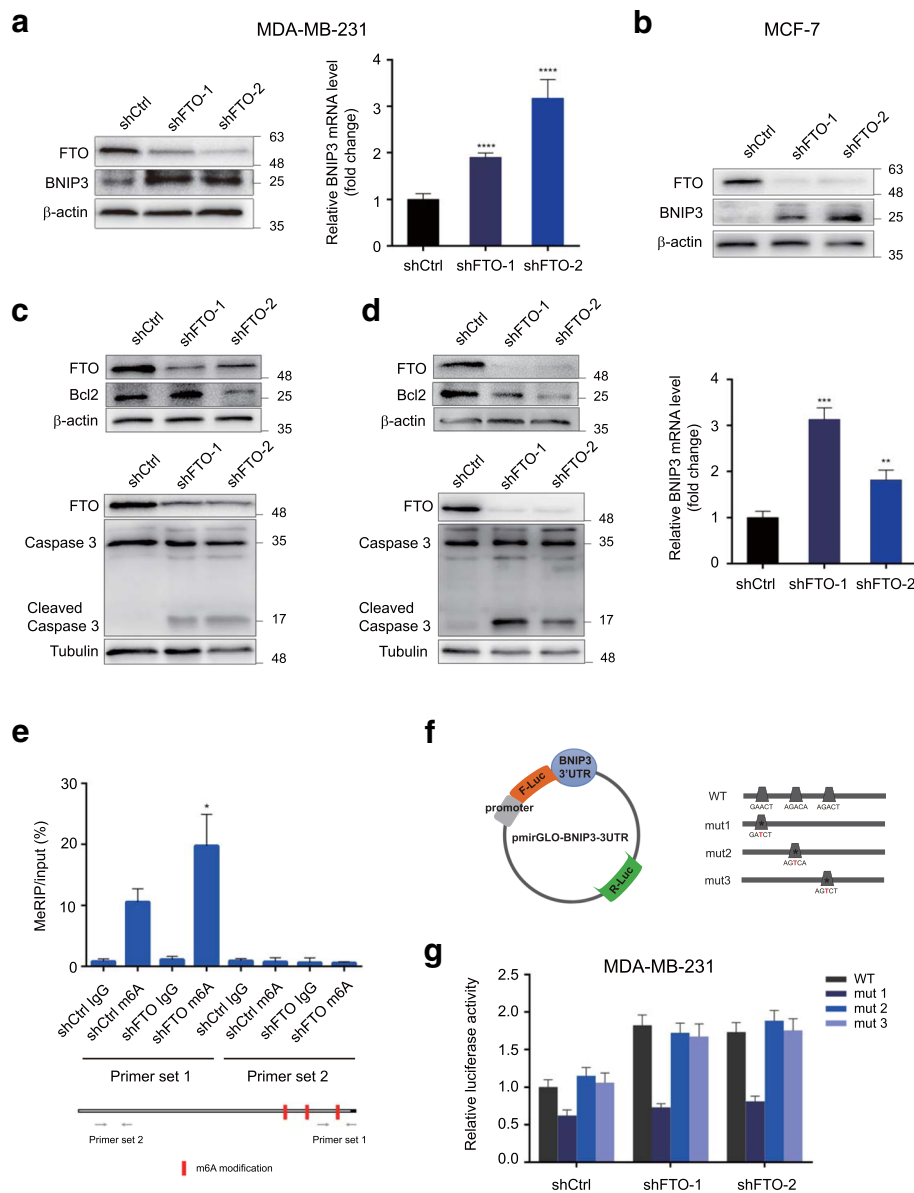 a
MDA-MB-231
shCtrl
shFTO-1
shFTO-2
FTO
BNIP3
β-actin
63
48
25
35
Relative BNIP3 mRNA level
(fold change)
4
3
2
1
0
****
****
shCtrl
shFTO-1
shFTO-2
b
MCF-7
shCtrl
shFTO-1
shFTO-2
FTO
BNIP3
β-actin
63
48
25
35
Relative BNIP3 mRNA level
(fold change)
4
3
2
1
0
***
**
shCtrl
shFTO-1
shFTO-2
c
shCtrl
shFTO-1
shFTO-2
FTO
Bcl2
β-actin
48
25
35
shCtrl
shFTO-1
shFTO-2
FTO
Caspase 3
Cleaved
Caspase 3
Tubulin
48
35
17
48
d
shCtrl
shFTO-1
shFTO-2
FTO
Bcl2
β-actin
48
25
35
shCtrl
shFTO-1
shFTO-2
FTO
Caspase 3
Cleaved
Caspase 3
Tubulin
48
35
17
48
e
MeRIP/input (%)
30
20
10
0
*
shCtrl IgG
shCtrl m6A
shFTO IgG
shFTO m6A
shCtrl IgG
shCtrl m6A
shFTO IgG
shFTO m6A
Primer set 1
Primer set 2
Primer set 2
Primer set 1
m6A modification
f
promoter
F-Luc
BNIP3
3'UTR
pmirGLO-BNIP3-3UTR
R-Luc
WT
GAACT
AGACA
AGACT
mut1
*
GATCT
mut2
*
AGTCA
mut3
*
AGTCT
g
MDA-MB-231
Relative luciferase activity
2.5
2.0
1.5
1.0
0.5
0.0
WT
mut 1
mut 2
mut 3
shCtrl
shFTO-1
shFTO-2